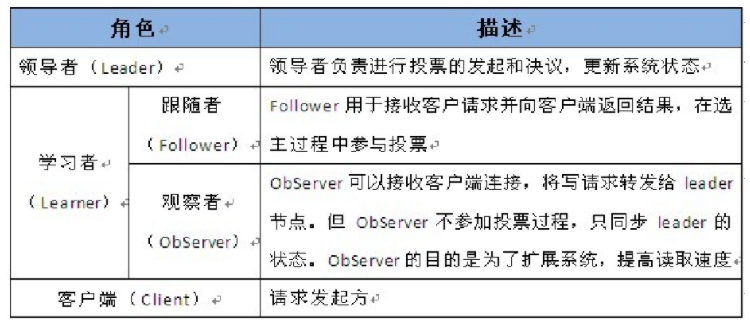 角色
描述
领导者（Leader）
领导者负责进行投票的发起和决议，更新系统状态
学习者
（Learner）
跟随者
（Follower）
Follower 用于接收客户请求并向客户端返回结果，在选
主过程中参与投票
观察者
（ObServer）
ObServer 可以接收客户端连接，将写请求转发给 leader
节点。但 ObServer 不参加投票过程，只同步 leader 的
状态。ObServer 的目的是为了扩展系统，提高读取速度
客户端（Client）
请求发起方